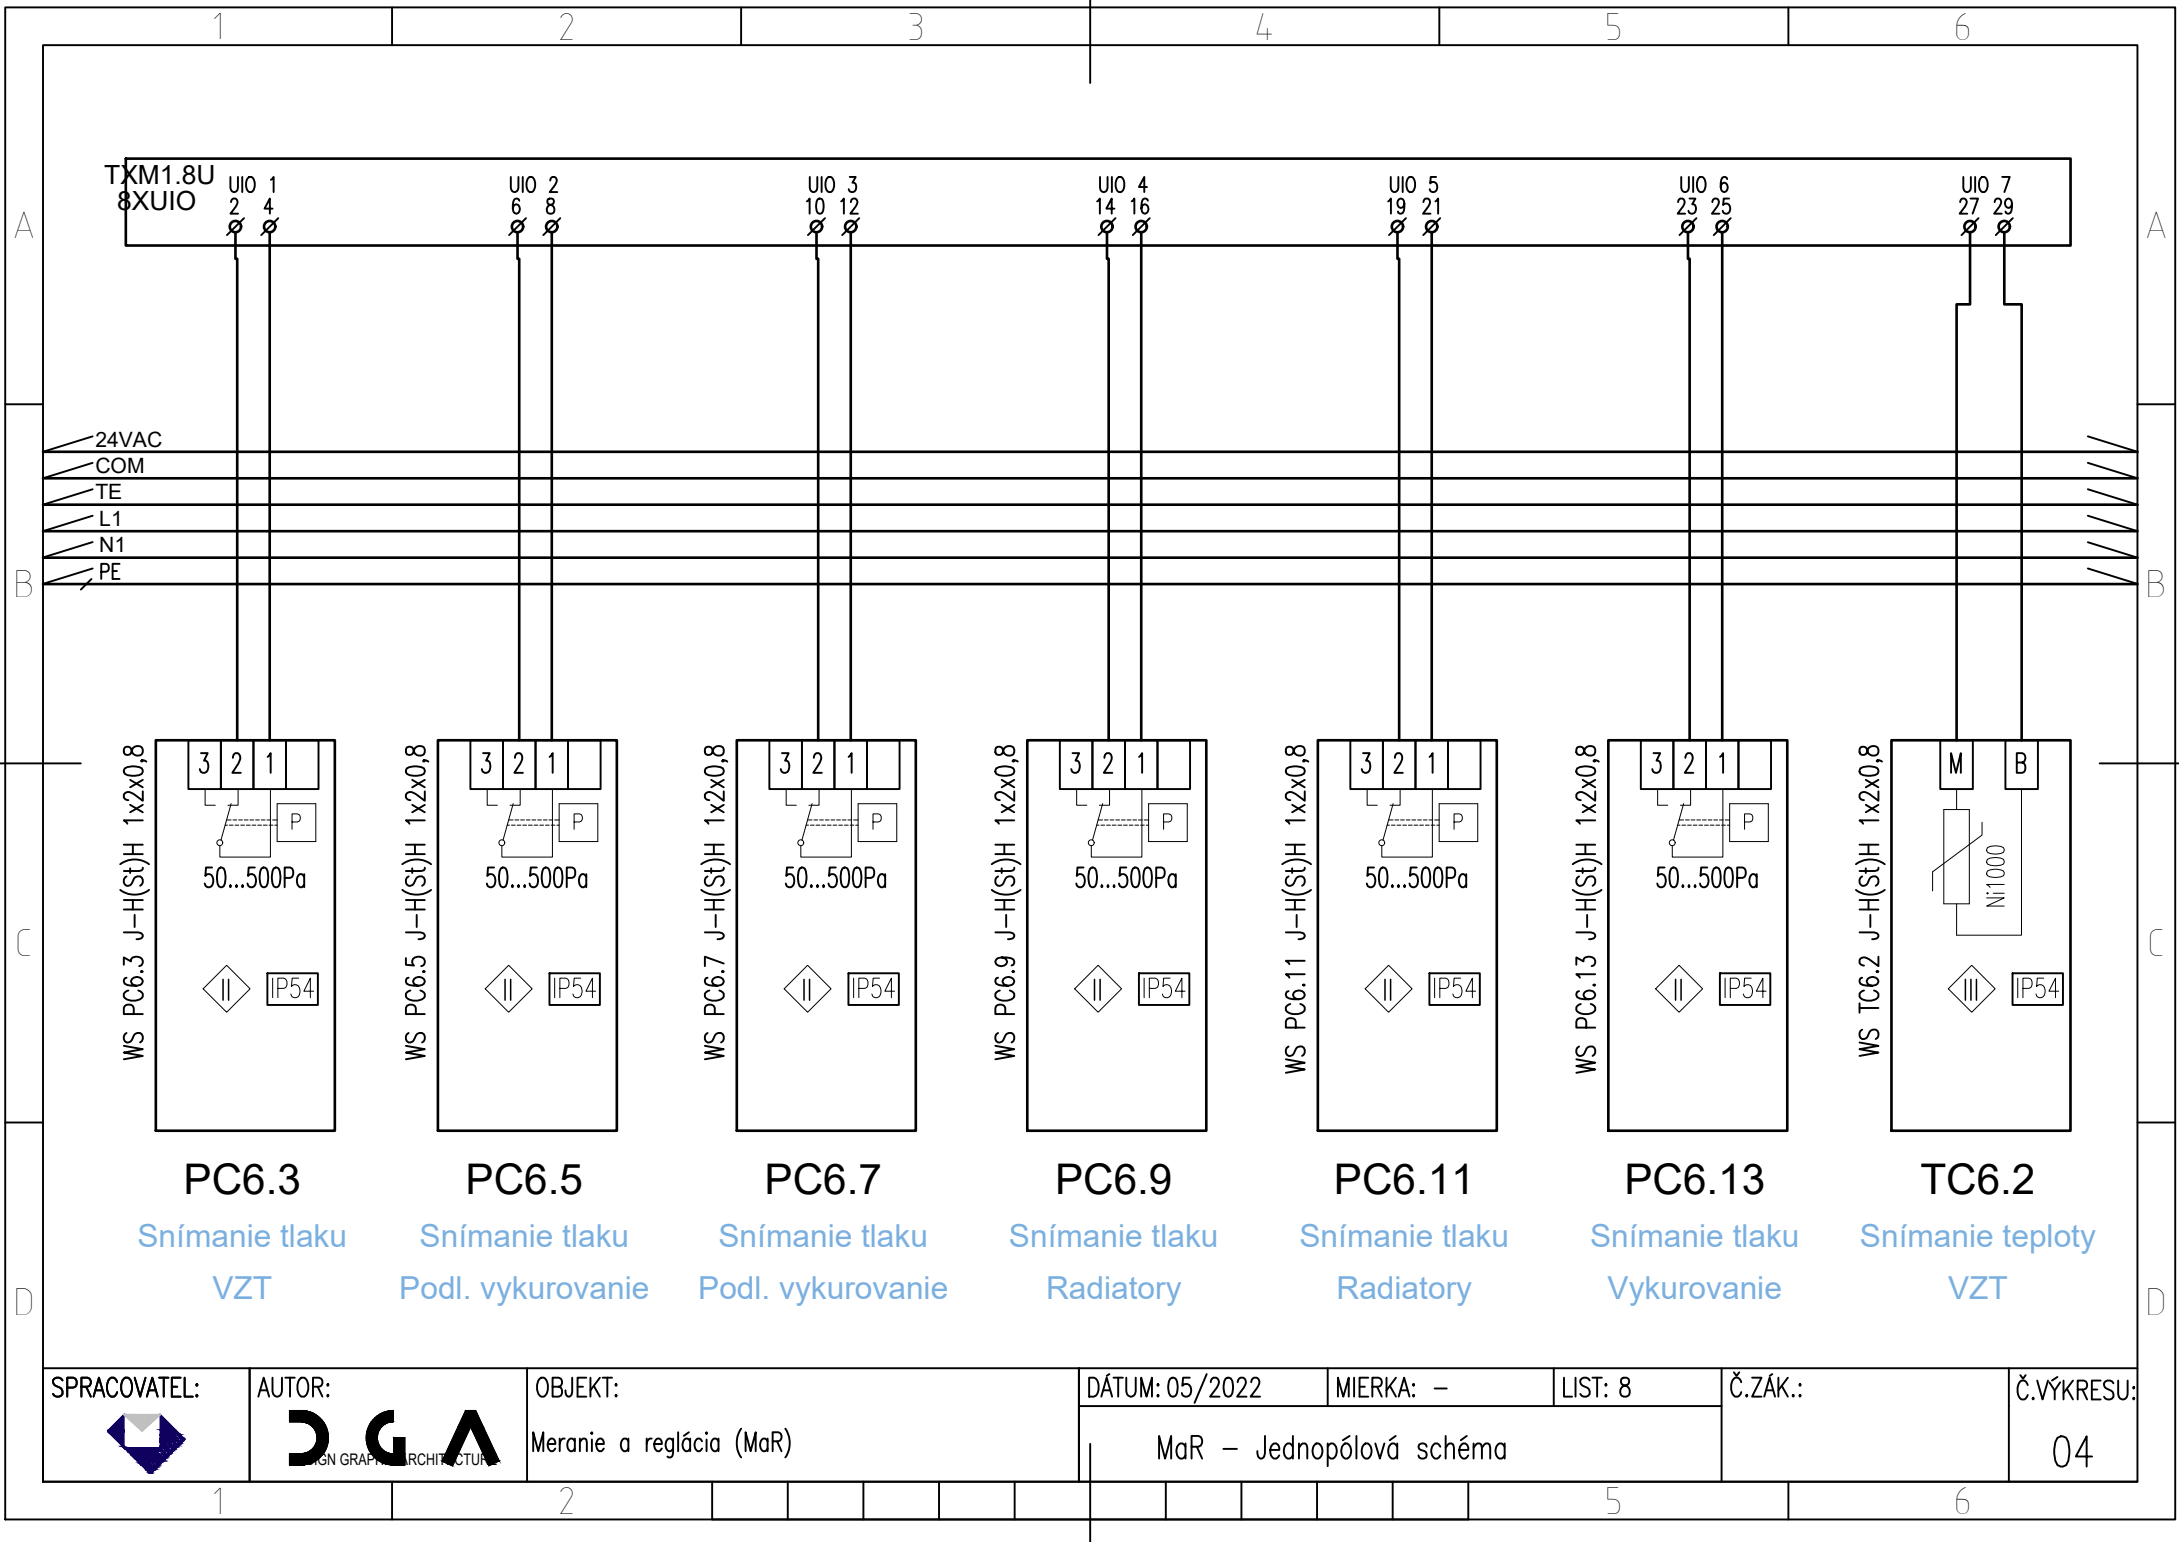 1 2 3 4 5 6
TXM1.8U
8XUIO
UIO 1 UIO 2 UIO 3 UIO 4 UIO 5 UIO 6 UIO 7
2 4 6 8 10 12 14 16 19 21 23 25 27 29
A A
24VAC
COM
TE
L1
N1
PE
B B
WS PC6.3 J-H(St)H 1x2x0,8
3 2 1
P
50...500Pa
II IP54
WS PC6.5 J-H(St)H 1x2x0,8
3 2 1
P
50...500Pa
II IP54
WS PC6.7 J-H(St)H 1x2x0,8
3 2 1
P
50...500Pa
II IP54
WS PC6.9 J-H(St)H 1x2x0,8
3 2 1
P
50...500Pa
II IP54
WS PC6.11 J-H(St)H 1x2x0,8
3 2 1
P
50...500Pa
II IP54
WS PC6.13 J-H(St)H 1x2x0,8
3 2 1
P
50...500Pa
II IP54
WS TC6.2 J-H(St)H 1x2x0,8
M B
Ni1000
III IP54
C C
PC6.3
Snímanie tlaku
VZT
PC6.5
Snímanie tlaku
Podl. vykurovanie
PC6.7
Snímanie tlaku
Podl. vykurovanie
PC6.9
Snímanie tlaku
Radiatory
PC6.11
Snímanie tlaku
Radiatory
PC6.13
Snímanie tlaku
Vykurovanie
TC6.2
Snímanie teploty
VZT
D D
SPRACOVATEL:
AUTOR:
DGA
OBJEKT:
Meranie a reglácia (MaR)
DÁTUM: 05/2022
MIERKA: –
LIST: 8
MaR – Jednopólová schéma
Č.ZÁK.:
Č.VÝKRESU:
04
1 2 5 6